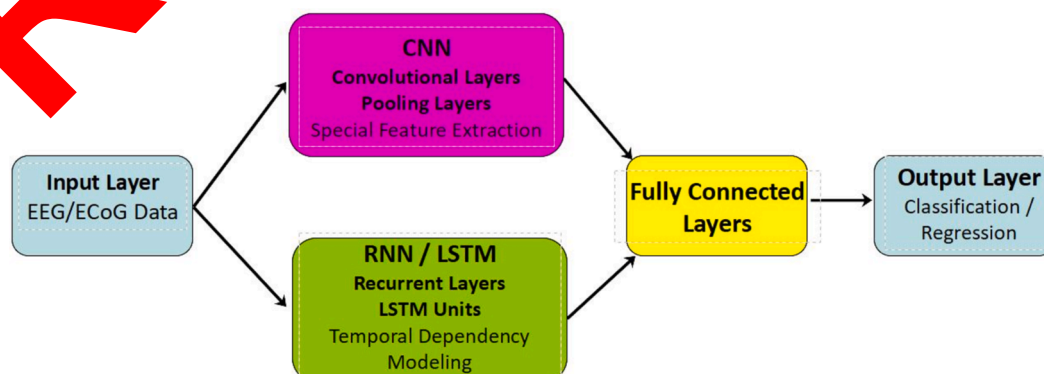 CNN
Convolutional Layers
Pooling Layers
Special Feature Extraction
Input Layer
EEG/ECoG Data
Fully Connected
Layers
Output Layer
Classification /
Regression
RNN / LSTM
Recurrent Layers
LSTM Units
Temporal Dependency
Modeling